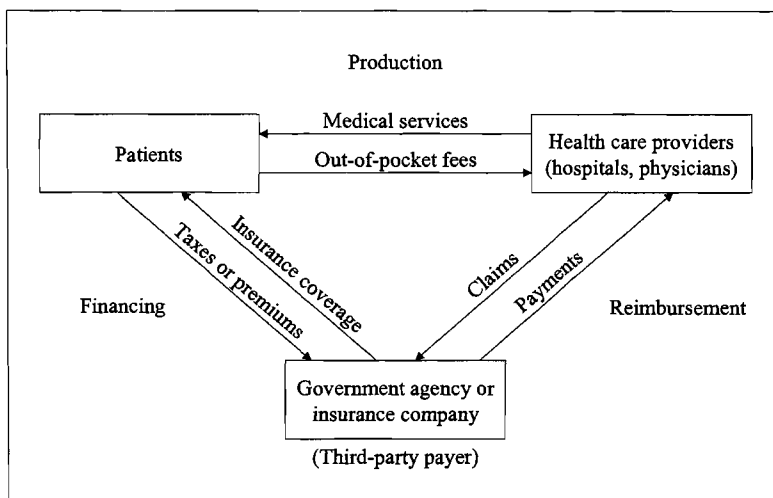 Production
Medical services
Patients
Out-of-pocket fees
Health care providers
(hospitals, physicians)
Taxes or premiums
Insurance coverage
Claims
Payments
Financing
Reimbursement
Government agency or
insurance company
(Third-party payer)